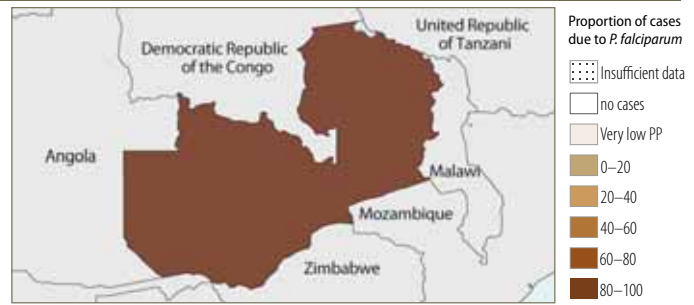 Democratic Republic
of the Congo
United Republic
of Tanzani
Angola
Malawi
Mozambique
Zimbabwe
Proportion of cases
due to P. falciparum
Insufficient data
no cases
Very low PP
0–20
20–40
40–60
60–80
80–100